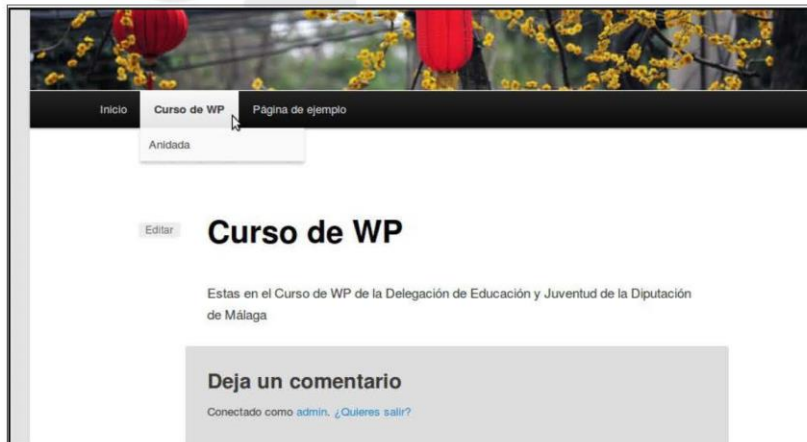 Inicio Curso de WP Página de ejemplo
Anidada
Editar
Curso de WP
Estas en el Curso de WP de la Delegación de Educación y Juventud de la Diputación
de Málaga
Deja un comentario
Conectado como admin. ¿Quieres salir?